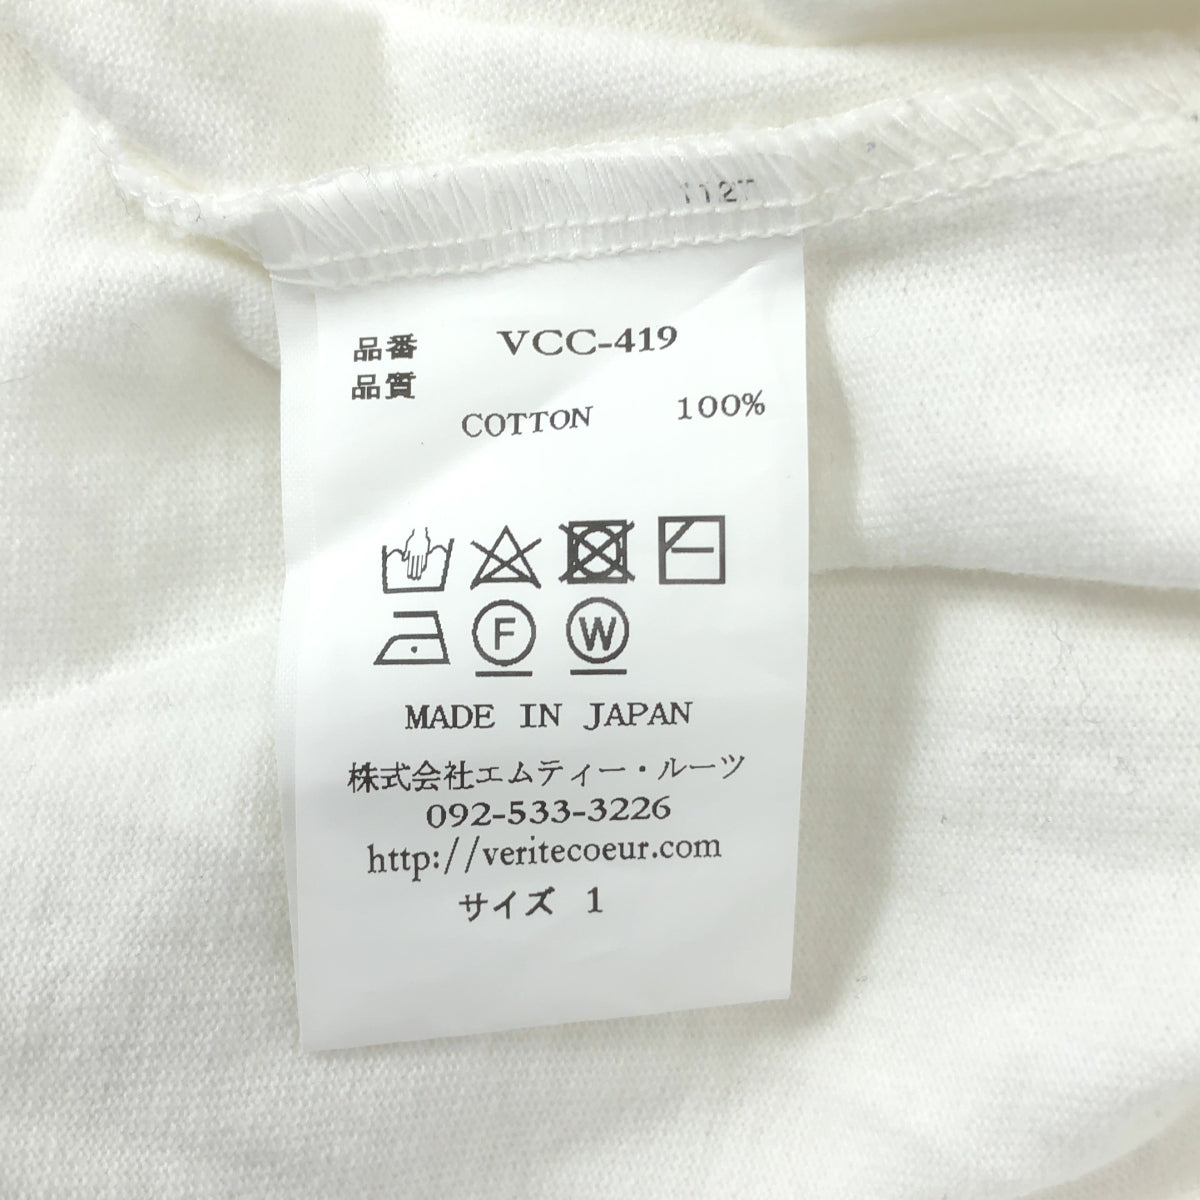 品番 VCC-419
品質
COTTON 100%
F W
MADE IN JAPAN
株式会社エムティー・ルーツ
092-533-3226
http://veritecoeur.com
サイズ 1